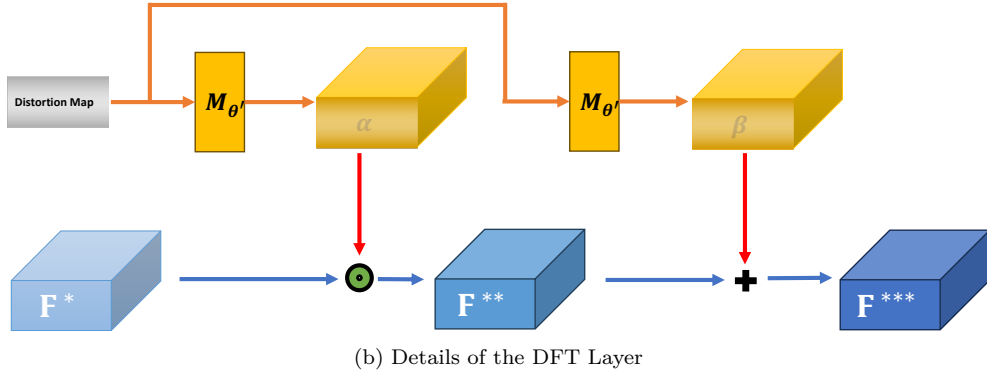 Distortion Map
M_θ'
α
M_θ'
β
F *
F **
F ***
(b) Details of the DFT Layer